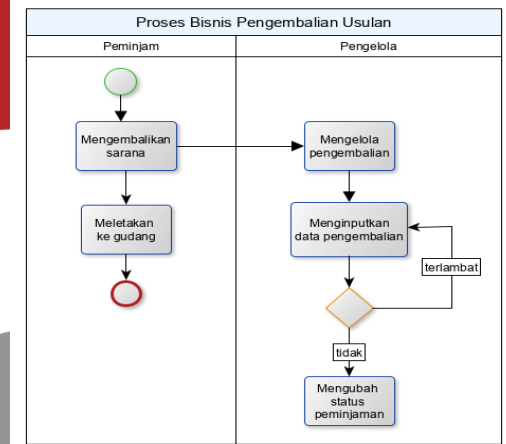 Proses Bisnis Pengembalian Usulan
Peminjam
Pengelola
Mengembalikan
sarana
Mengelola
pengembalian
Meletakan
ke gudang
Menginputkan
data pengembalian
terlambat
tidak
Mengubah
status
peminjaman